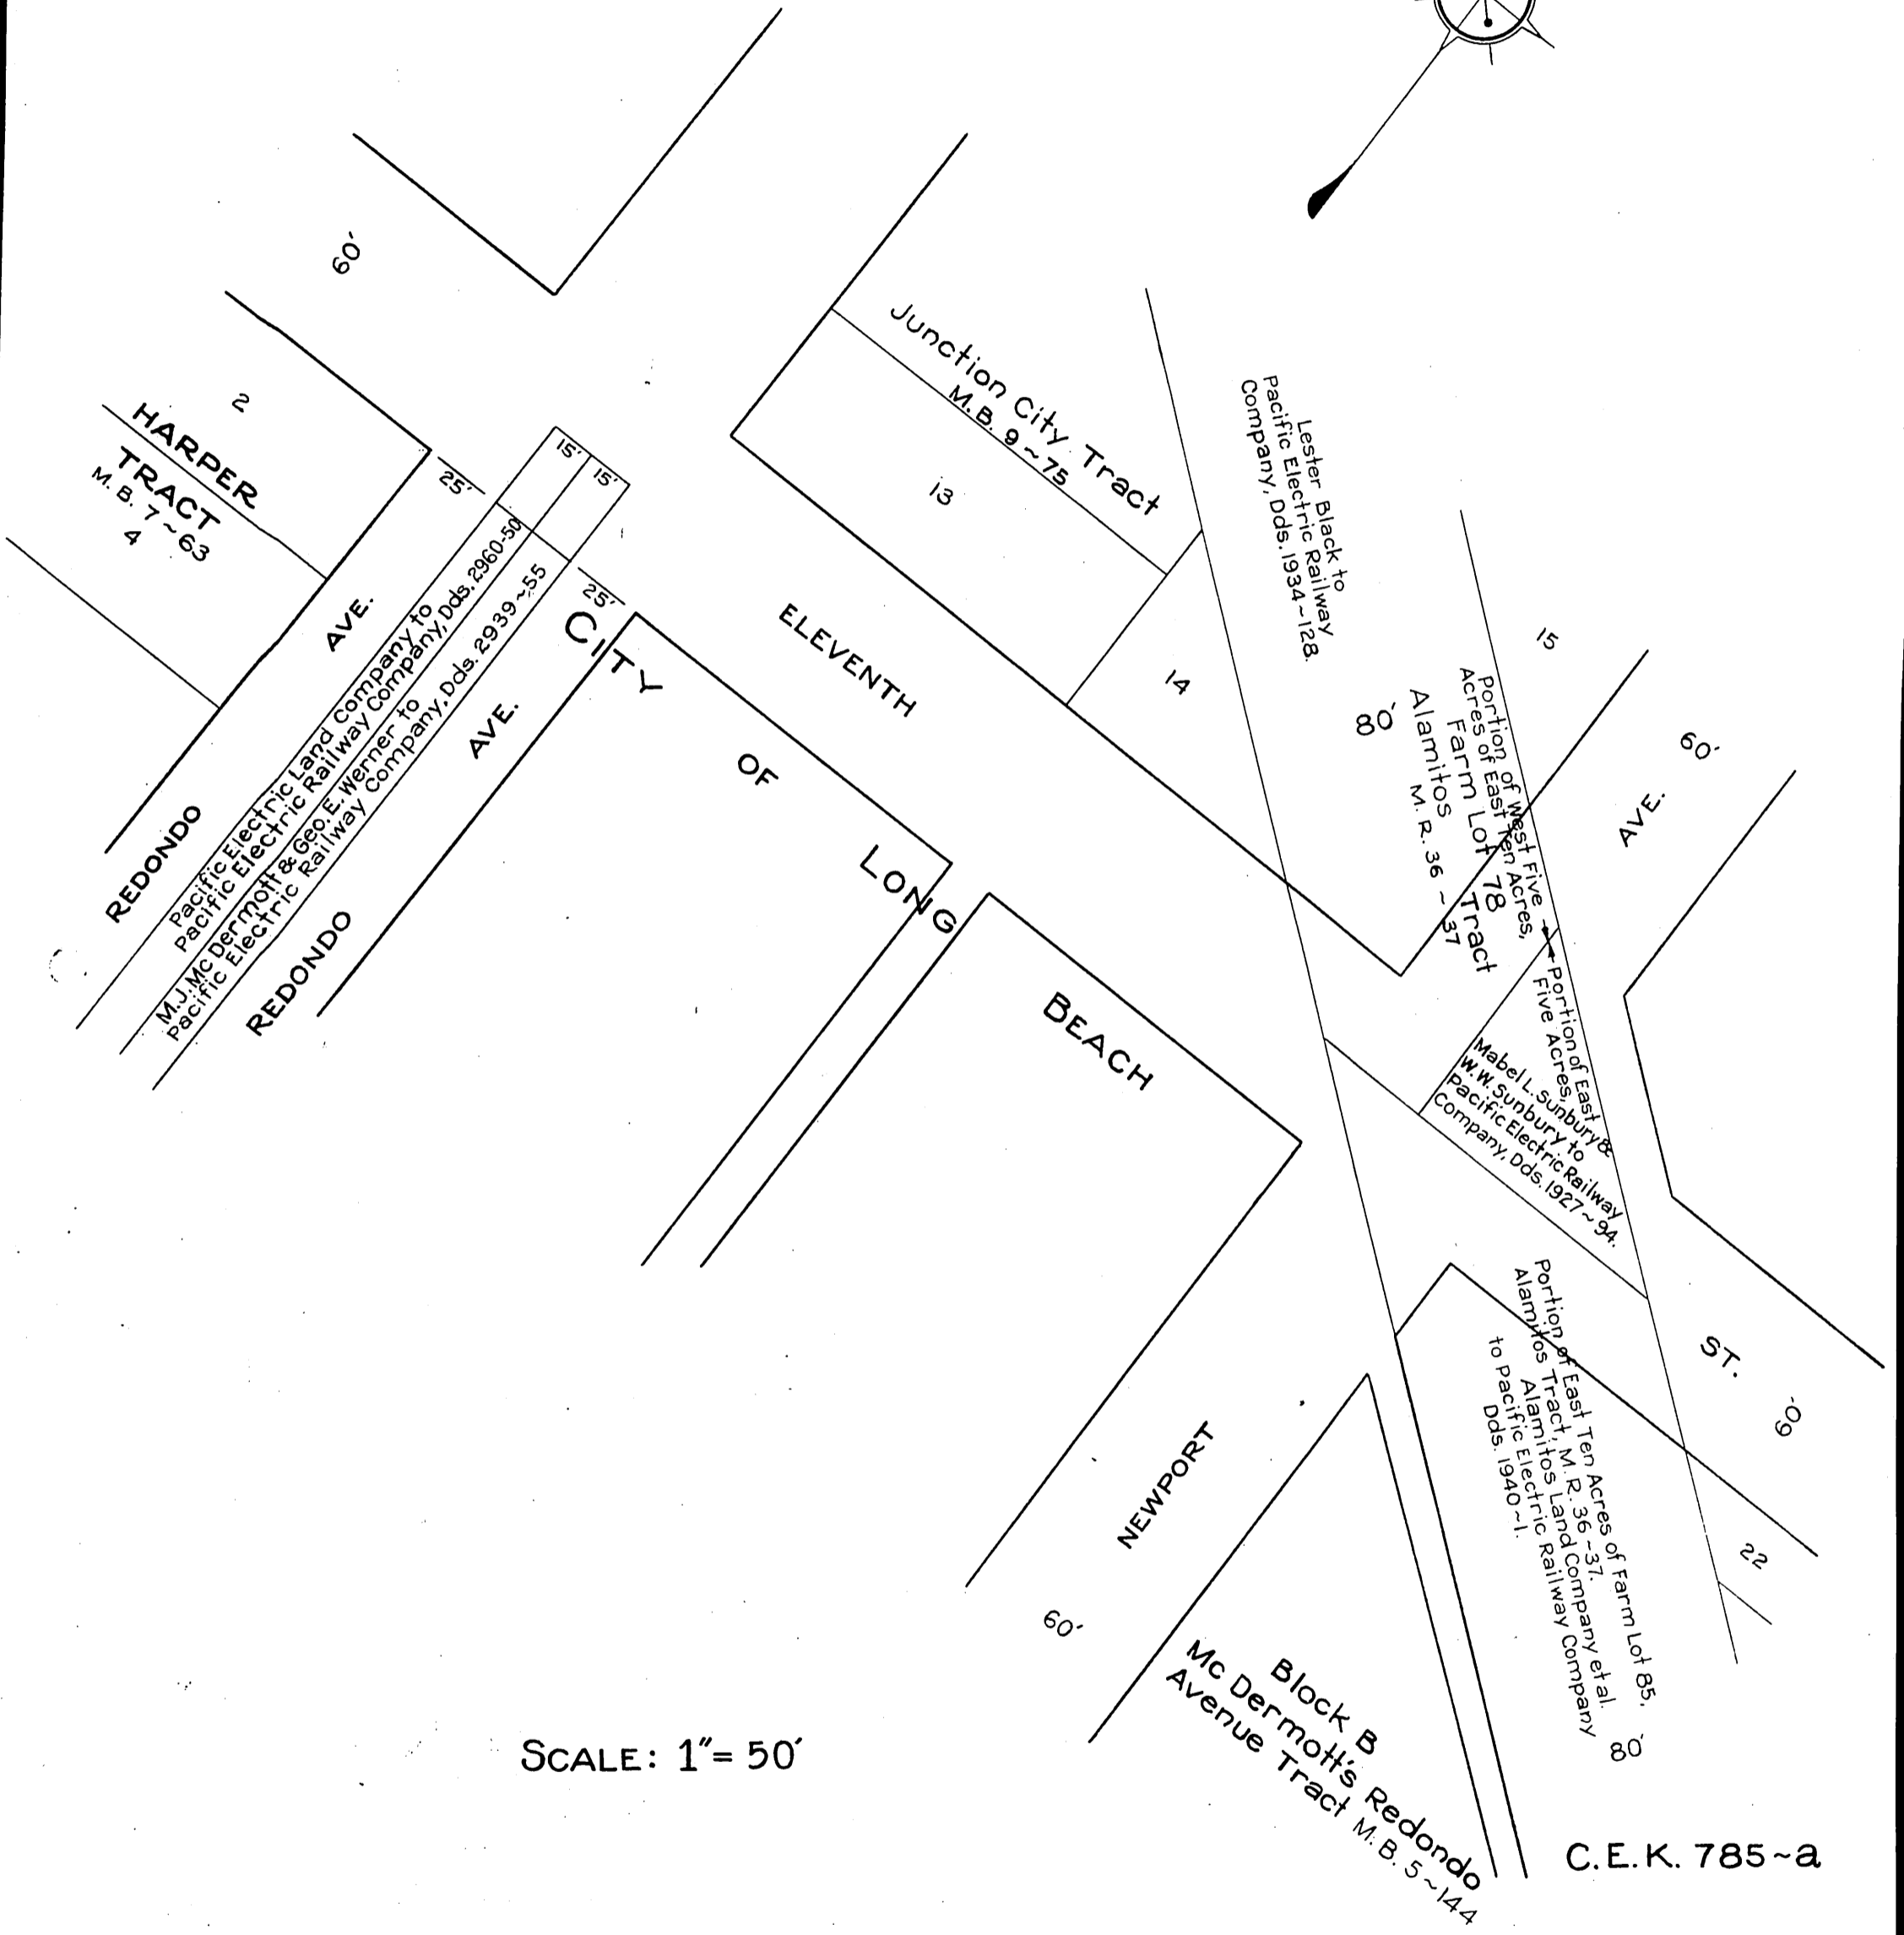 60'
2
HARPER
TRACT
M. B. 7~63
4
25'
15'
15'
25'
AVE.
REDONDO
Pacific Electric Land Company to
Pacific Electric Railway Company, Dds. 2960-50
M.J. McDermott & Geo. E. Werner to
Pacific Electric Railway Company, Dds. 2939~55
AVE.
REDONDO
Junction City Tract
M. B. 9~75
13
14
ELEVENTH
CITY
OF
LONG
BEACH
Lester Black to
Pacific Electric Railway
Company, Dds. 1934~128.
80'
15
60'
AVE.
Portion of West Five
Acres of East Ten Acres,
Farm Lot 78
Alamitos Tract
M. R. 36~37
Portion of East
Five Acres,
Mabel L. Sunbury &
W.W. Sunbury to
Pacific Electric Railway
Company, Dds. 1927~94.
ST.
60'
22
Portion of East Ten Acres of Farm Lot 85,
Alamitos Tract, M. R. 36~37.
Alamitos Land Company et al.
to Pacific Electric Railway Company
Dds. 1940~1.
80'
NEWPORT
60'
Block B
Mc Dermott's Redondo
Avenue Tract M. B. 5~144
SCALE: 1"= 50'
C.E.K. 785~a